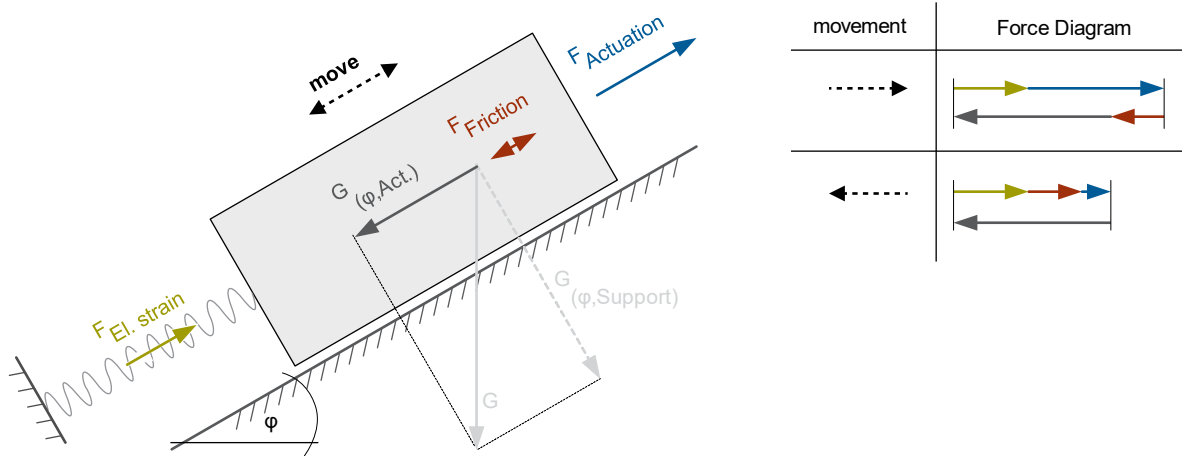 movement
Force Diagram
F Actuation
move
F Friction
G (φ,Act.)
G (φ,Support)
F El. strain
G
φ